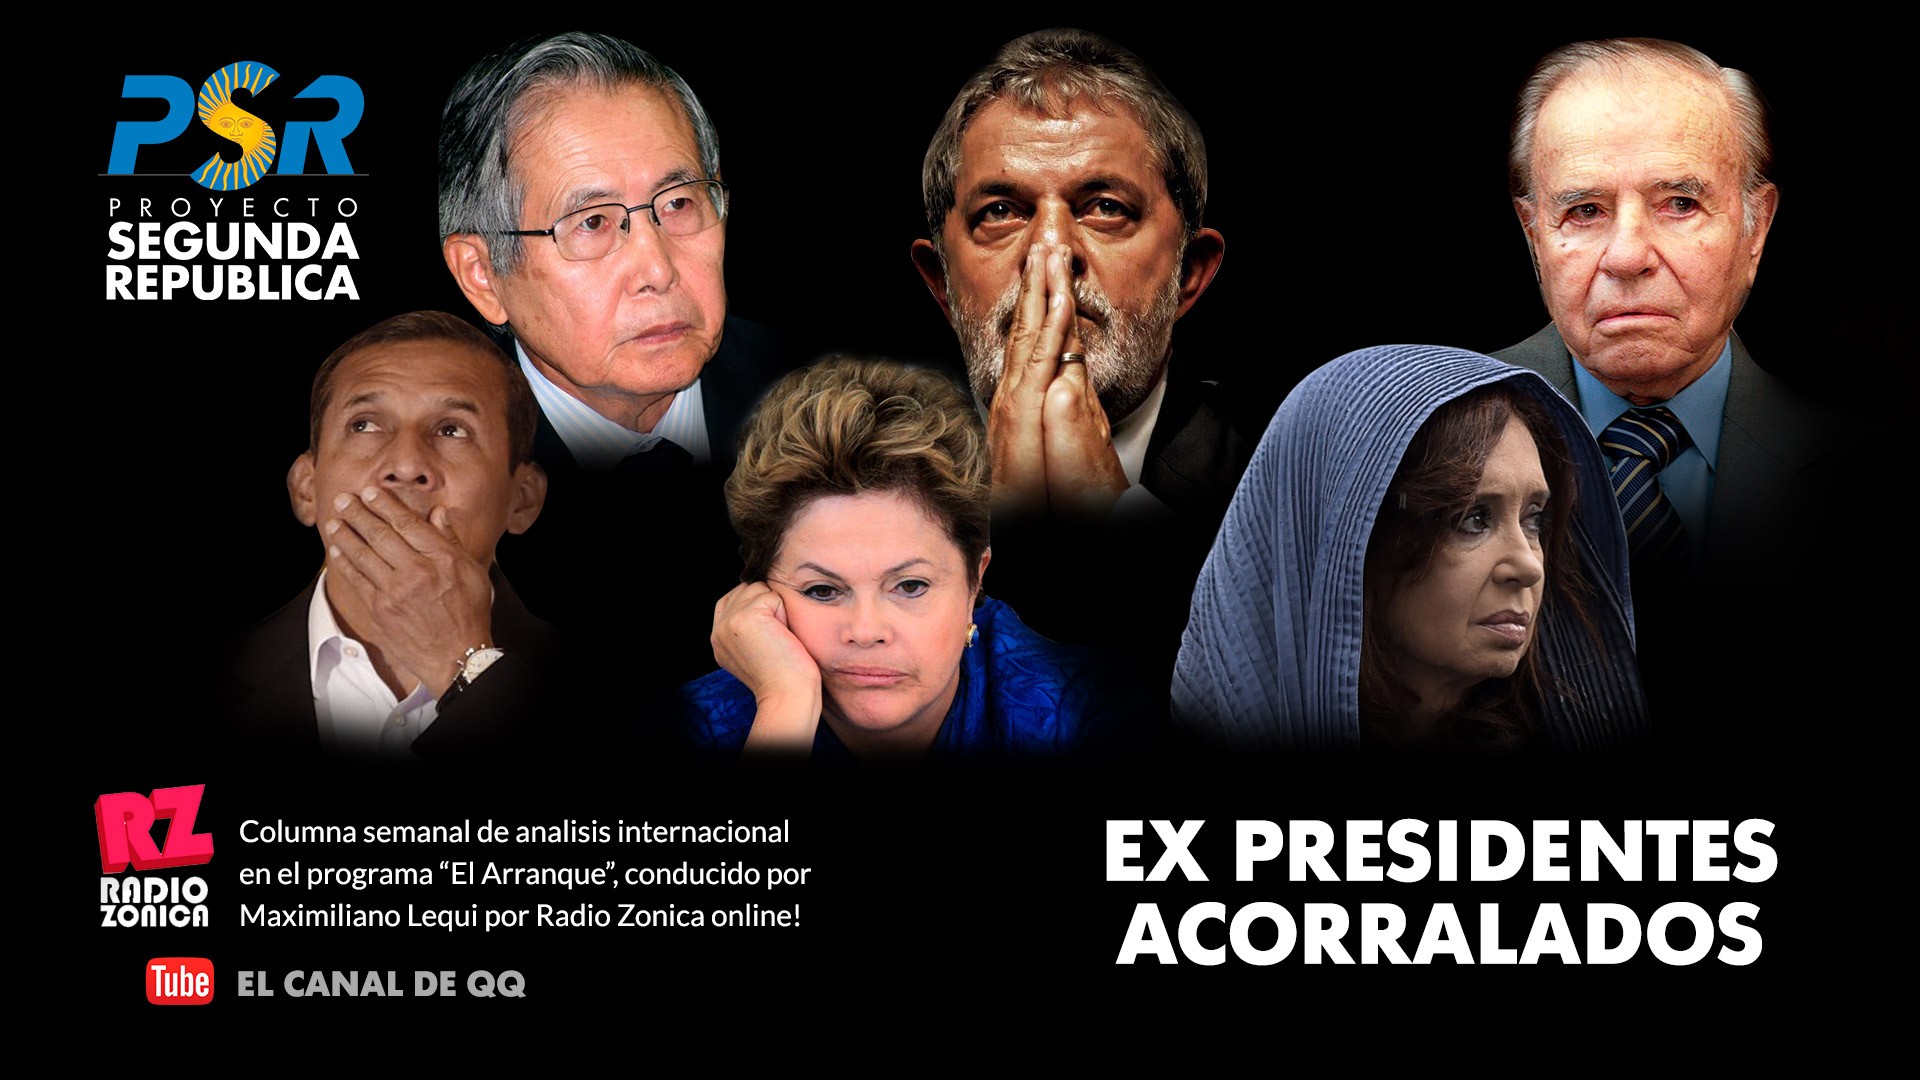 PSR
PROYECTO
SEGUNDA
REPUBLICA
RZ
RADIO
ZONICA
Columna semanal de analisis internacional
en el programa “El Arranque”, conducido por
Maximiliano Lequi por Radio Zonica online!
Tube
EL CANAL DE QQ
EX PRESIDENTES
ACORRALADOS